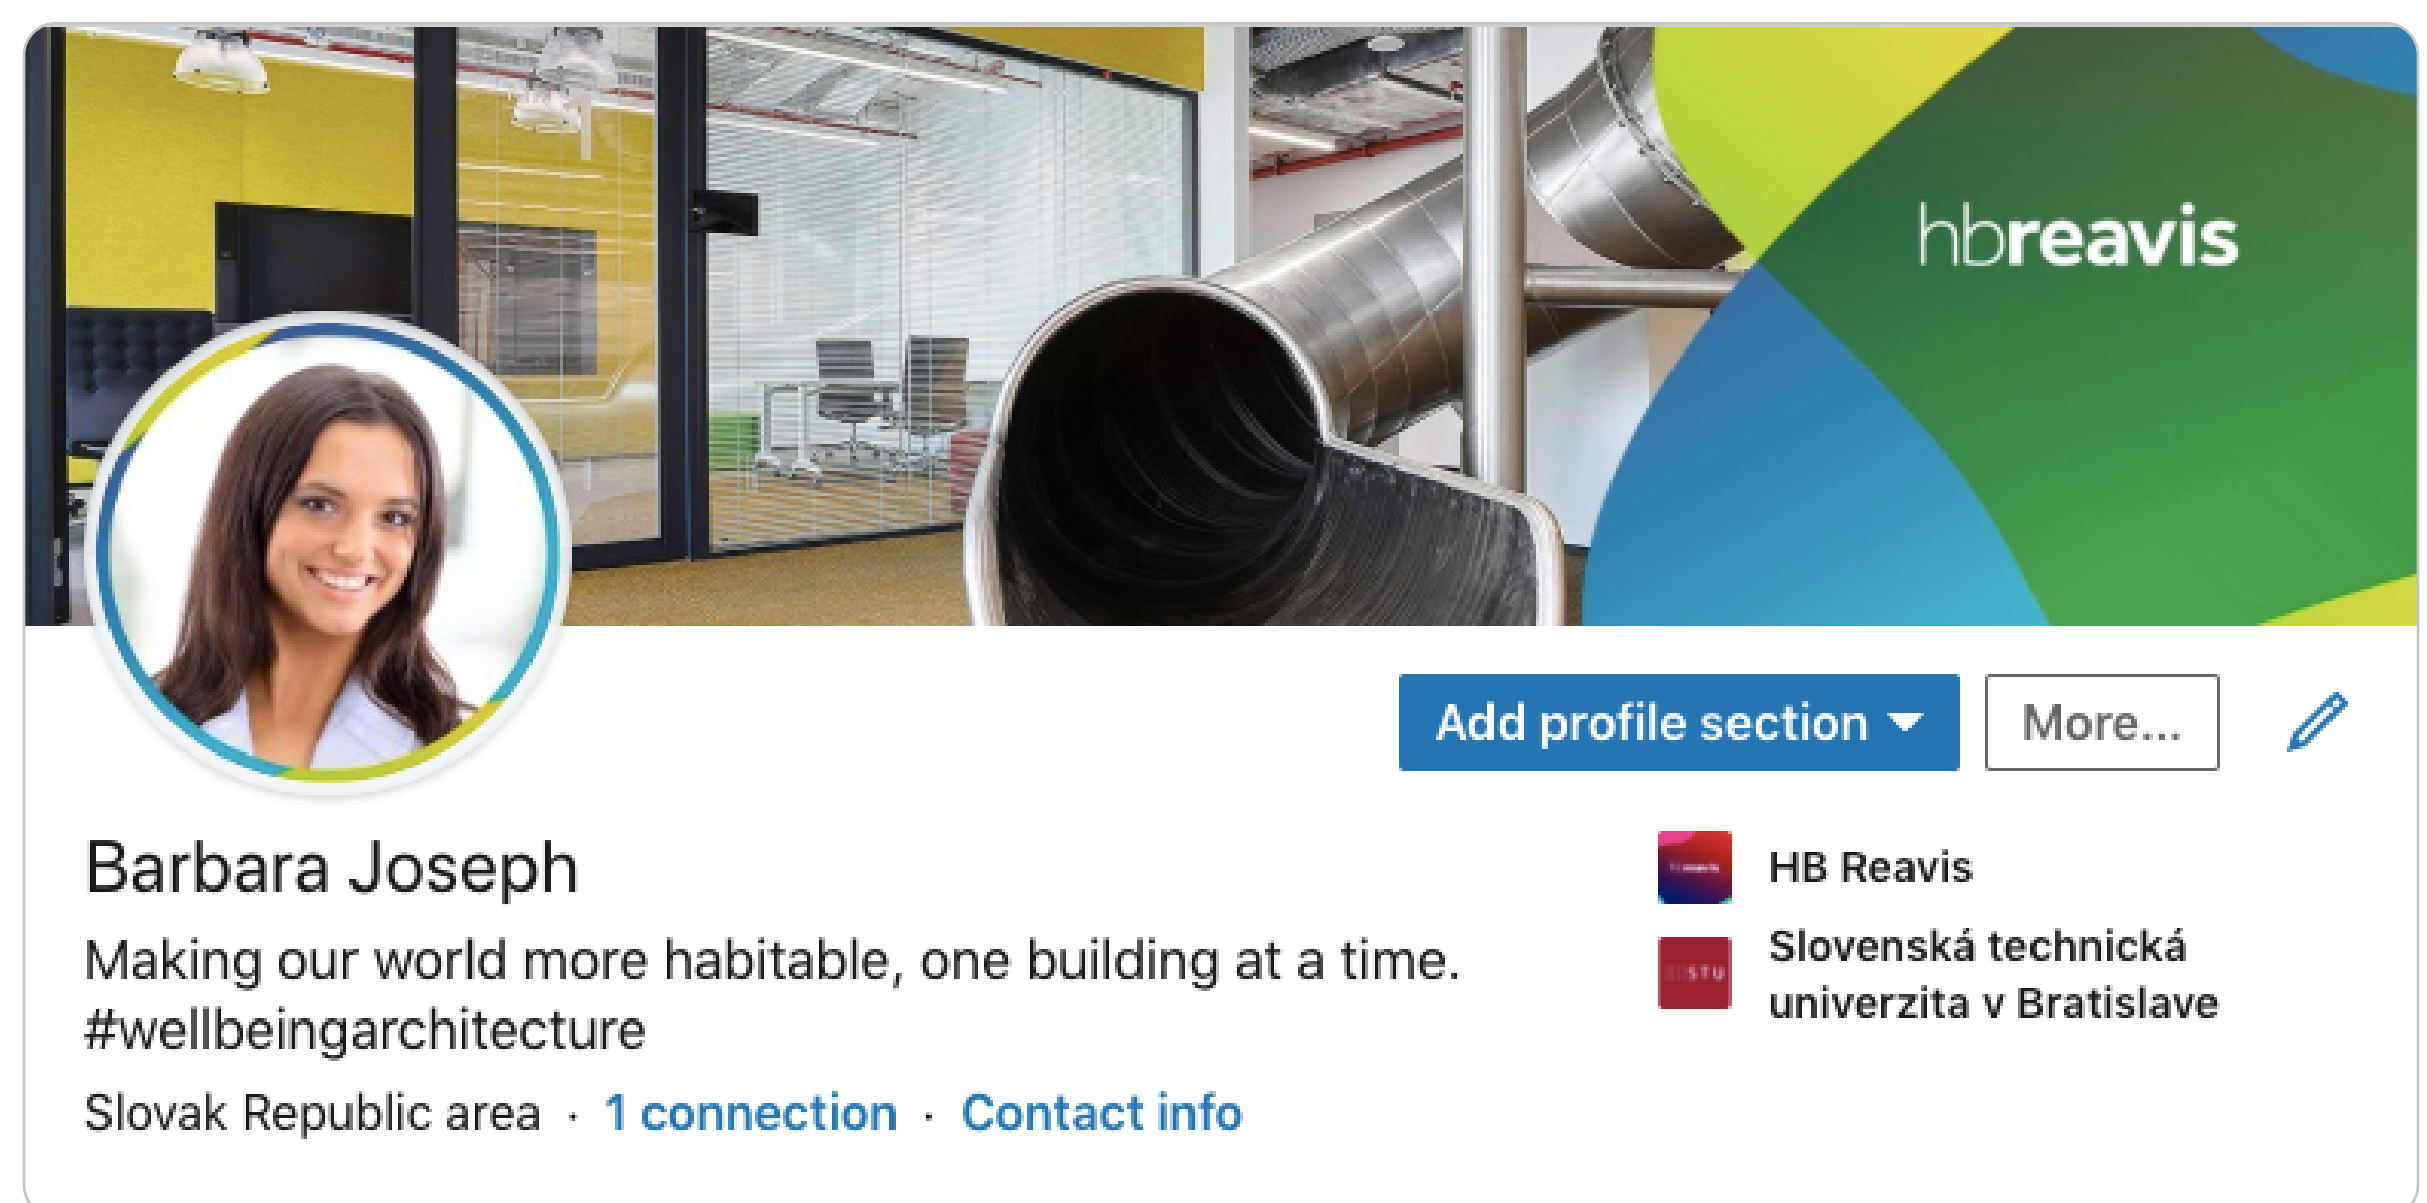 hbreavis
Add profile section
More...
Barbara Joseph
Making our world more habitable, one building at a time.
#wellbeingarchitecture
Slovak Republic area · 1 connection · Contact info
HB Reavis
STU
Slovenská technická
univerzita v Bratislave